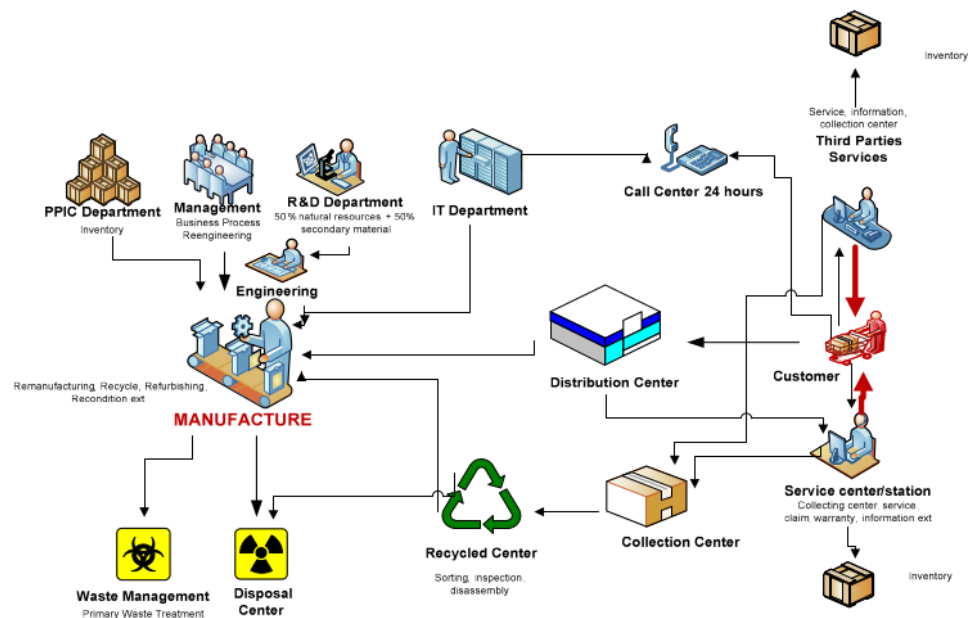 Inventory
Service, information,
collection center
Third Parties
Services
PPIC Department
Inventory
Management
Business Process
Reengineering
R&D Department
50 % natural resources + 50%
secondary material
IT Department
Call Center 24 hours
Engineering
Remanufacturing, Recycle, Refurbishing,
Recondition ext
MANUFACTURE
Distribution Center
Customer
Service center/station
Collecting center, service,
claim, warranty, information ext
Collection Center
Recycled Center
Sorting, inspection,
disassembly
Inventory
Waste Management
Primary Waste Treatment
Disposal
Center